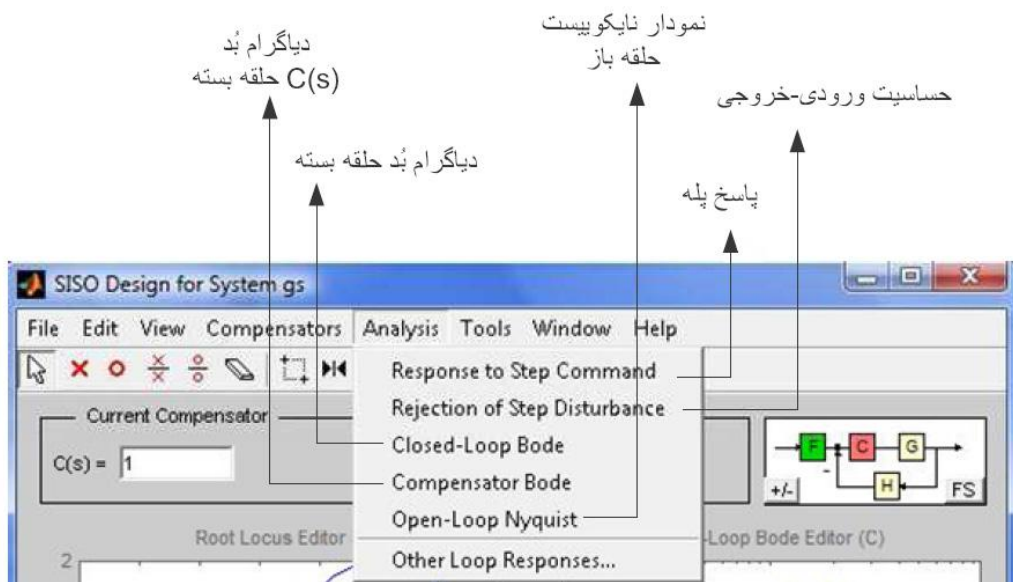 نمودار نایکوییست
حلقه باز
دیاگرام بُد
C(s) حلقه بسته
حساسیت ورودی-خروجی
دیاگرام بُد حلقه بسته
پاسخ پله
SISO Design for System gs
File Edit View Compensators Analysis Tools Window Help
Response to Step Command
Rejection of Step Disturbance
Closed-Loop Bode
Compensator Bode
Open-Loop Nyquist
Other Loop Responses...
Current Compensator
C(s) = 1
F C G
H
+/- FS
Root Locus Editor
-Loop Bode Editor (C)
2